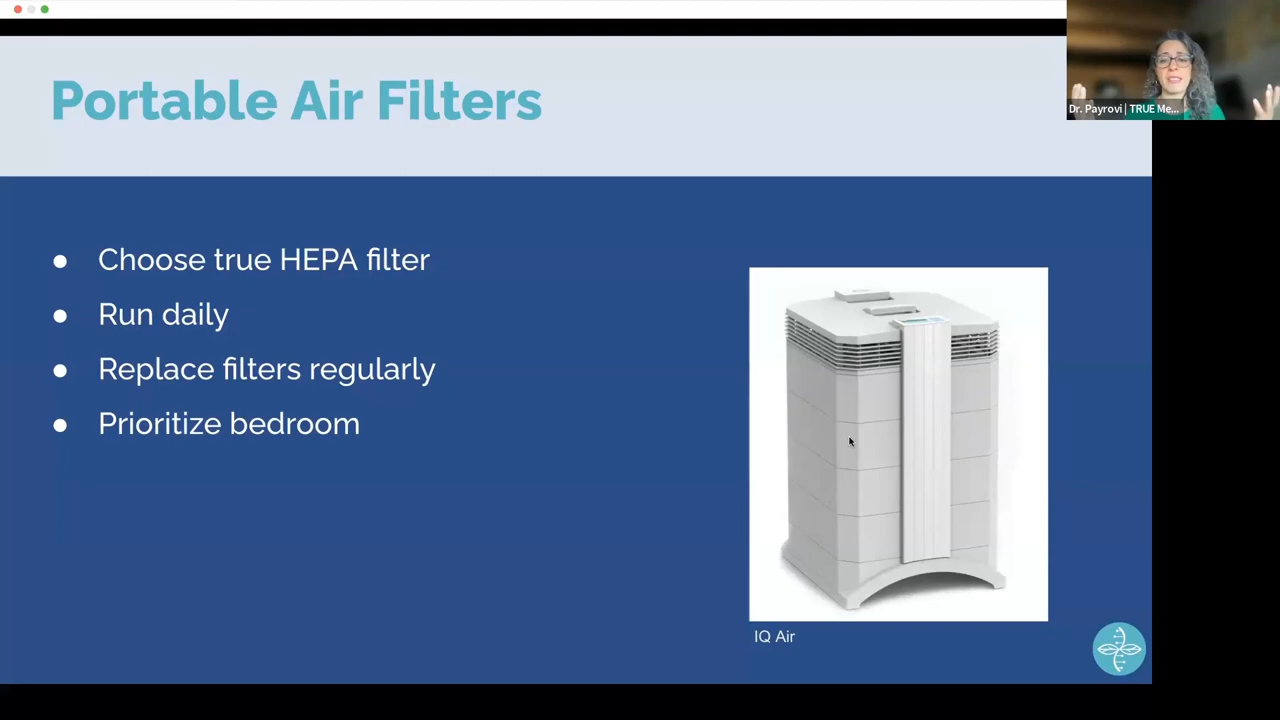 Portable Air Filters
Dr. Payrovi | TRUE Me...
● Choose true HEPA filter
● Run daily
● Replace filters regularly
● Prioritize bedroom
IQ Air